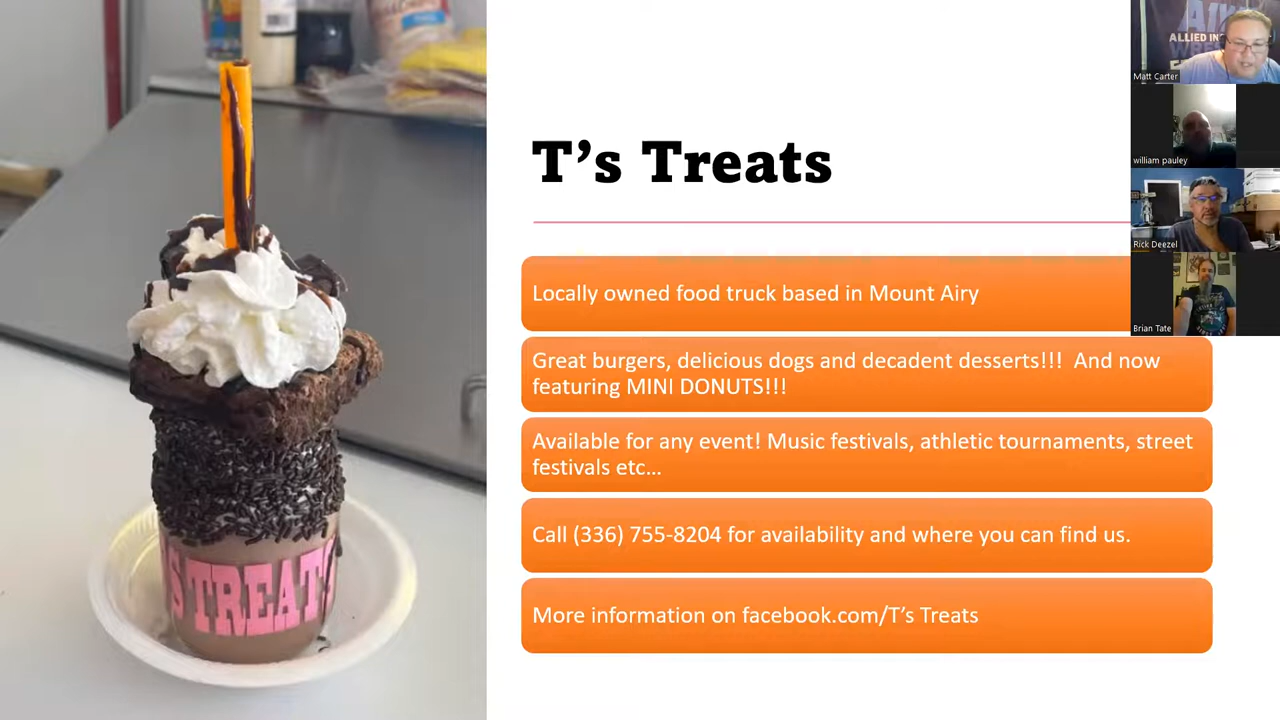 T's Treats
Locally owned food truck based in Mount Airy
Great burgers, delicious dogs and decadent desserts!!! And now
featuring MINI DONUTS!!!
Available for any event! Music festivals, athletic tournaments, street
festivals etc...
Call (336) 755-8204 for availability and where you can find us.
More information on facebook.com/T's Treats
'S TREATS
ALLIED
Matt Carter
william pauley
Rick Deezel
Brian Tate